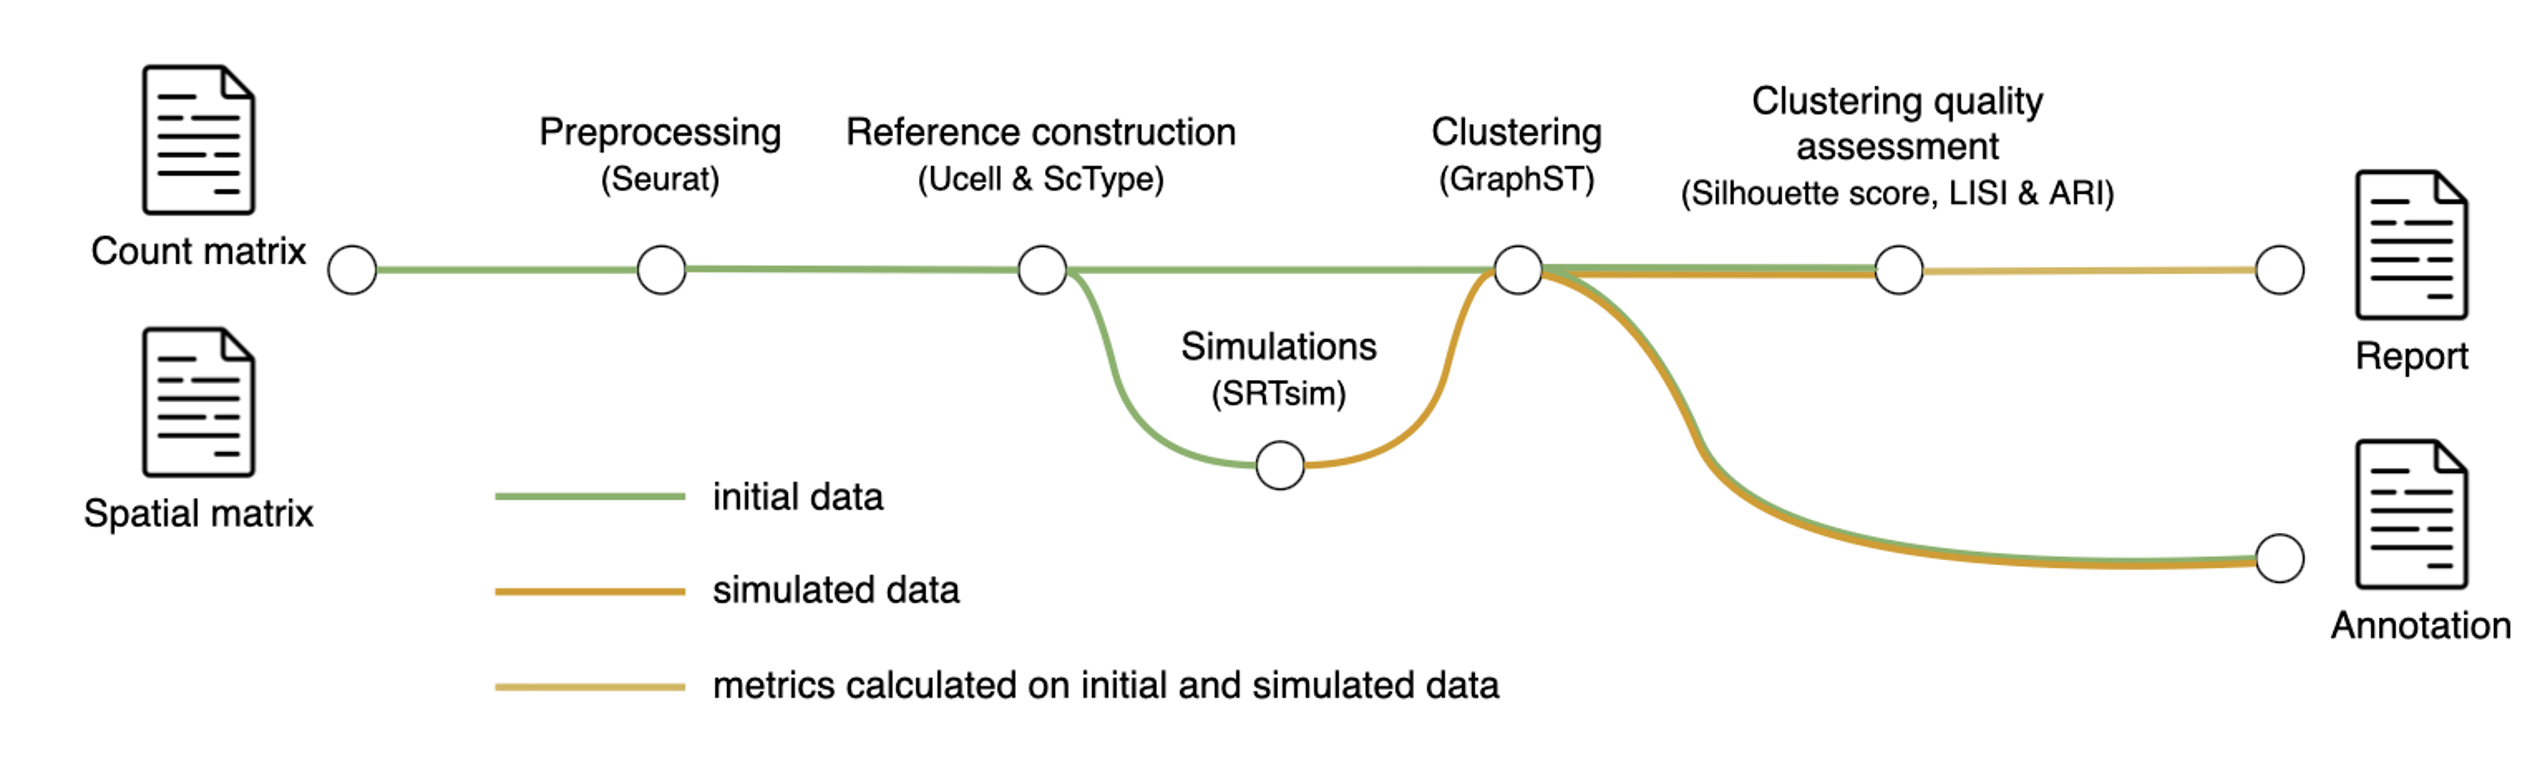 Count matrix
Spatial matrix
Preprocessing
(Seurat)
Reference construction
(Ucell & ScType)
Simulations
(SRTsim)
Clustering
(GraphST)
Clustering quality
assessment
(Silhouette score, LISI & ARI)
Report
Annotation
initial data
simulated data
metrics calculated on initial and simulated data